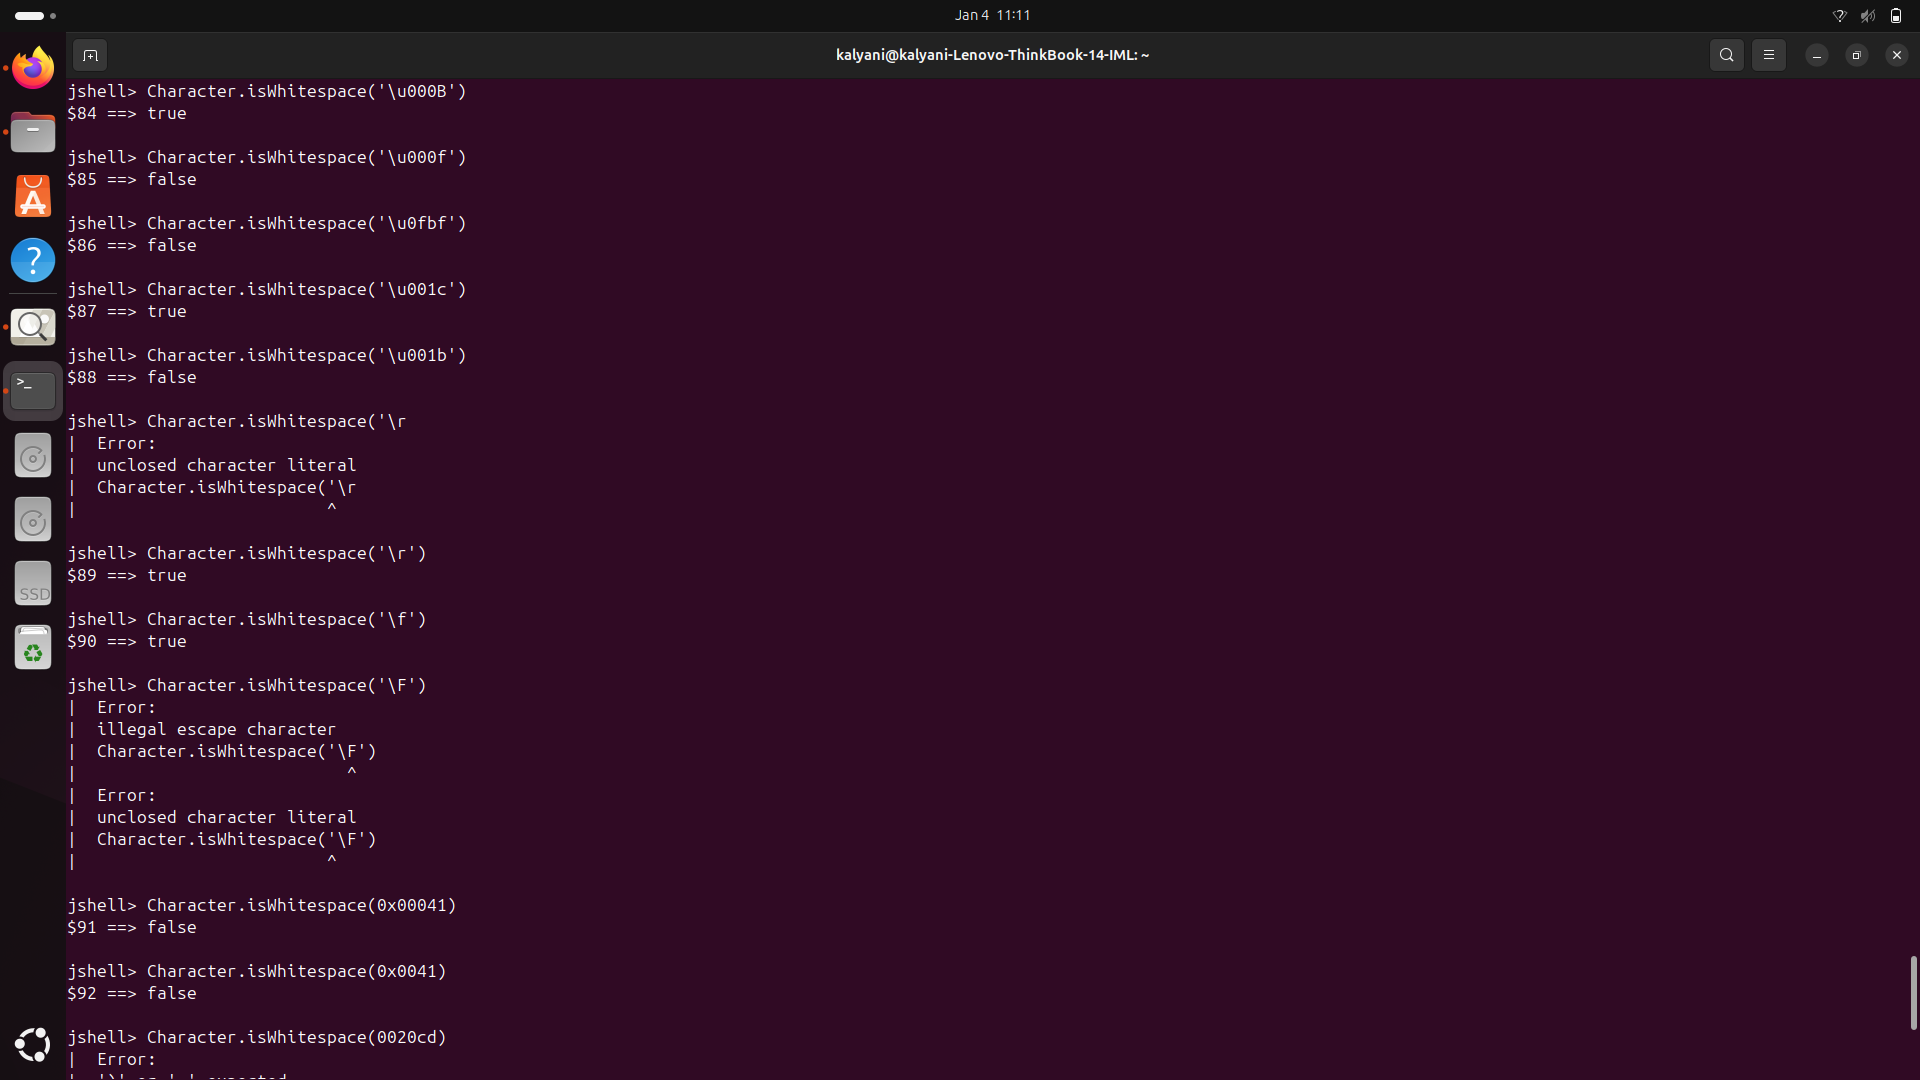 Jan 4 11:11
kalyani@kalyani-Lenovo-ThinkBook-14-IML: ~
jshell> Character.isWhitespace('\u000B')
$84 ==> true
jshell> Character.isWhitespace('\u000f')
$85 ==> false
jshell> Character.isWhitespace('\u0fbf')
$86 ==> false
jshell> Character.isWhitespace('\u001c')
$87 ==> true
jshell> Character.isWhitespace('\u001b')
$88 ==> false
jshell> Character.isWhitespace('\r
|  Error:
|  unclosed character literal
|  Character.isWhitespace('\r
|                         ^
jshell> Character.isWhitespace('\r')
$89 ==> true
jshell> Character.isWhitespace('\f')
$90 ==> true
jshell> Character.isWhitespace('\F')
|  Error:
|  illegal escape character
|  Character.isWhitespace('\F')
|                           ^
|  Error:
|  unclosed character literal
|  Character.isWhitespace('\F')
|                         ^
jshell> Character.isWhitespace(0x00041)
$91 ==> false
jshell> Character.isWhitespace(0x0041)
$92 ==> false
jshell> Character.isWhitespace(0020cd)
|  Error:
SSD